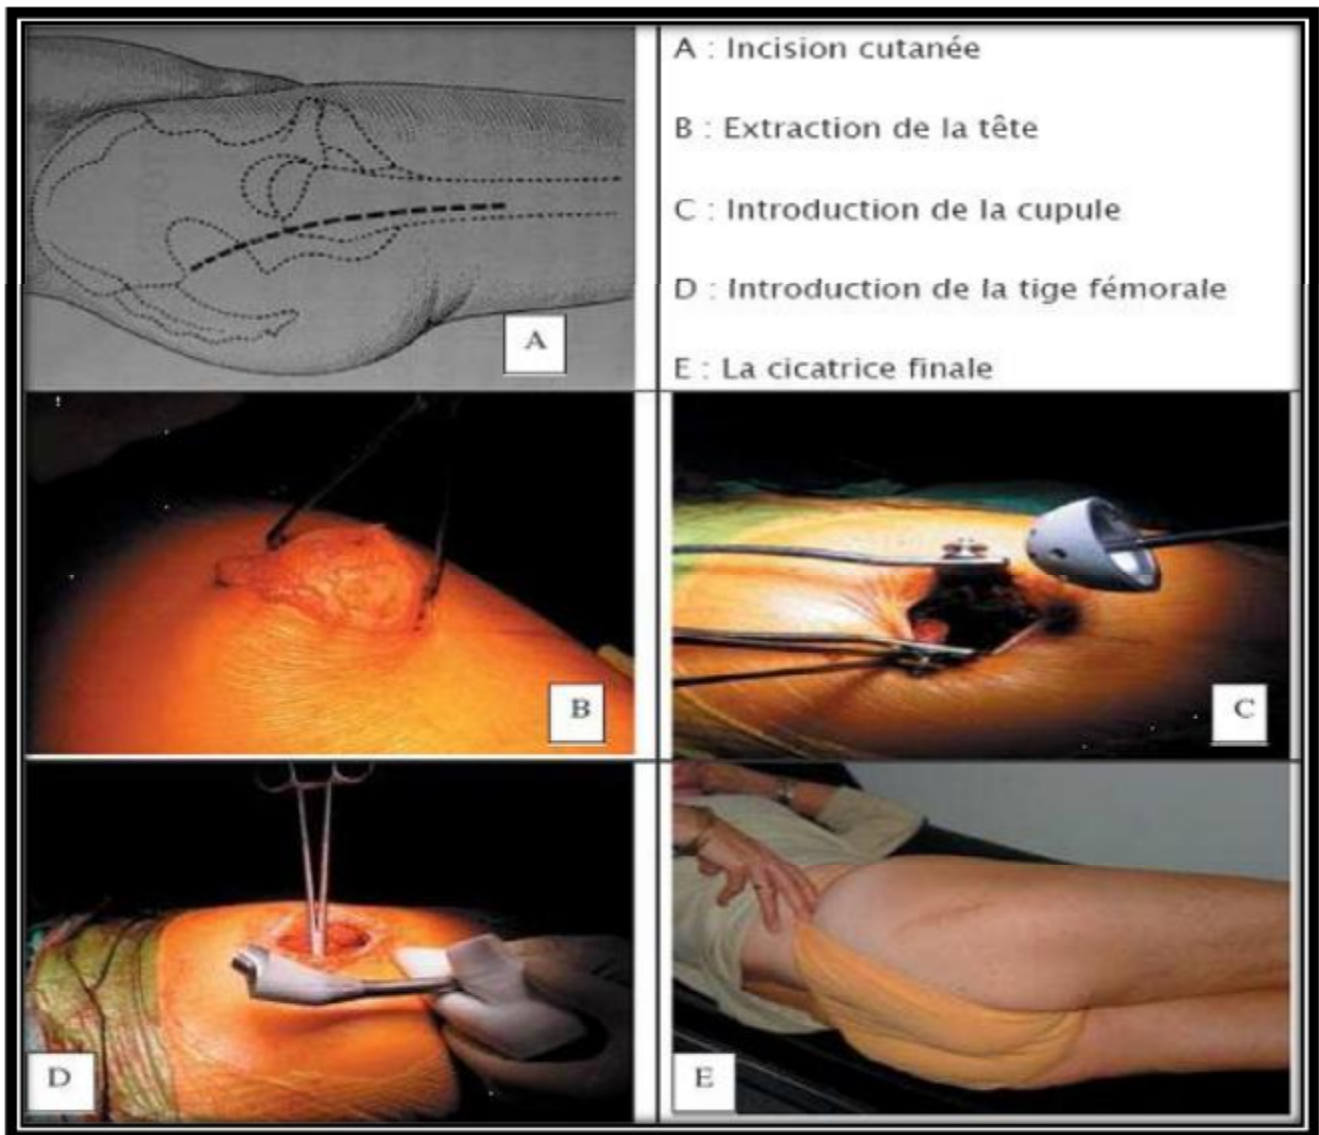 A : Incision cutanée
B : Extraction de la tête
C : Introduction de la cupule
D : Introduction de la tige fémorale
E : La cicatrice finale
A
B
C
D
E